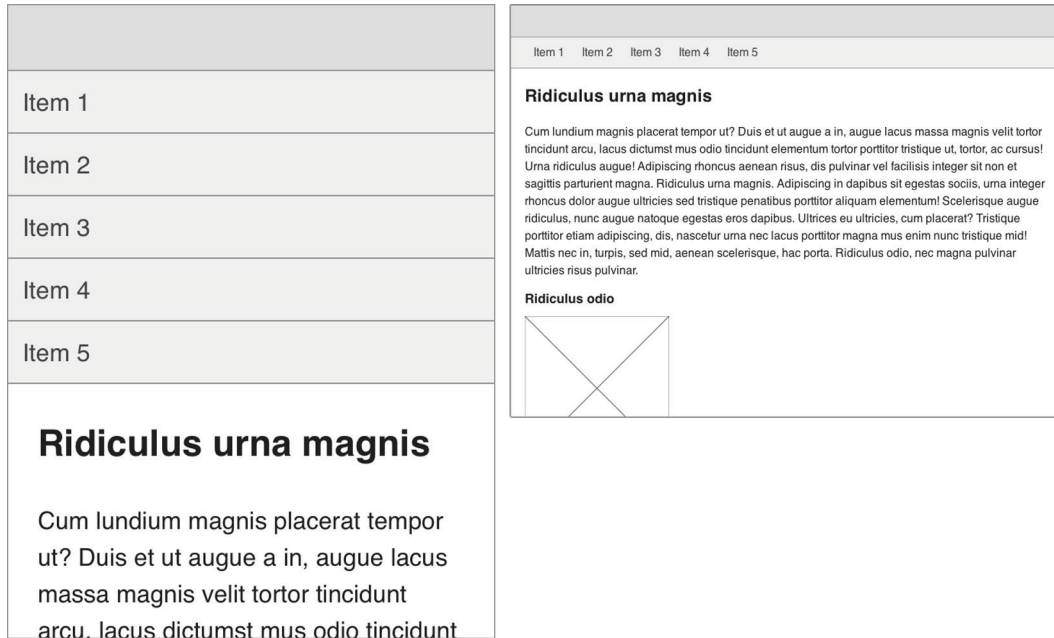 Item 1
Item 2
Item 3
Item 4
Item 5
Ridiculus urna magnis
Cum lundium magnis placerat tempor
ut? Duis et ut augue a in, augue lacus
massa magnis velit tortor tincidunt
arcu, lacus dictumst mus odio tincidunt
Item 1 Item 2 Item 3 Item 4 Item 5
Ridiculus urna magnis
Cum lundium magnis placerat tempor ut? Duis et ut augue a in, augue lacus massa magnis velit tortor
tincidunt arcu, lacus dictumst mus odio tincidunt elementum tortor porttitor tristique ut, tortor, ac cursus!
Urna ridiculus augue! Adipiscing rhoncus aenean risus, dis pulvinar vel facilisis integer sit non et
sagittis parturient magna. Ridiculus urna magnis. Adipiscing in dapibus sit egestas sociis, urna integer
rhoncus dolor augue ultricies sed tristique penatibus porttitor aliquam elementum! Scelerisque augue
ridiculus, nunc augue natoque egestas eros dapibus. Ultrices eu ultricies, cum placerat? Tristique
porttitor etiam adipiscing, dis, nascetur urna nec lacus porttitor magna mus enim nunc tristique mid!
Mattis nec in, turpis, sed mid, aenean scelerisque, hac porta. Ridiculus odio, nec magna pulvinar
ultricies risus pulvinar.
Ridiculus odio